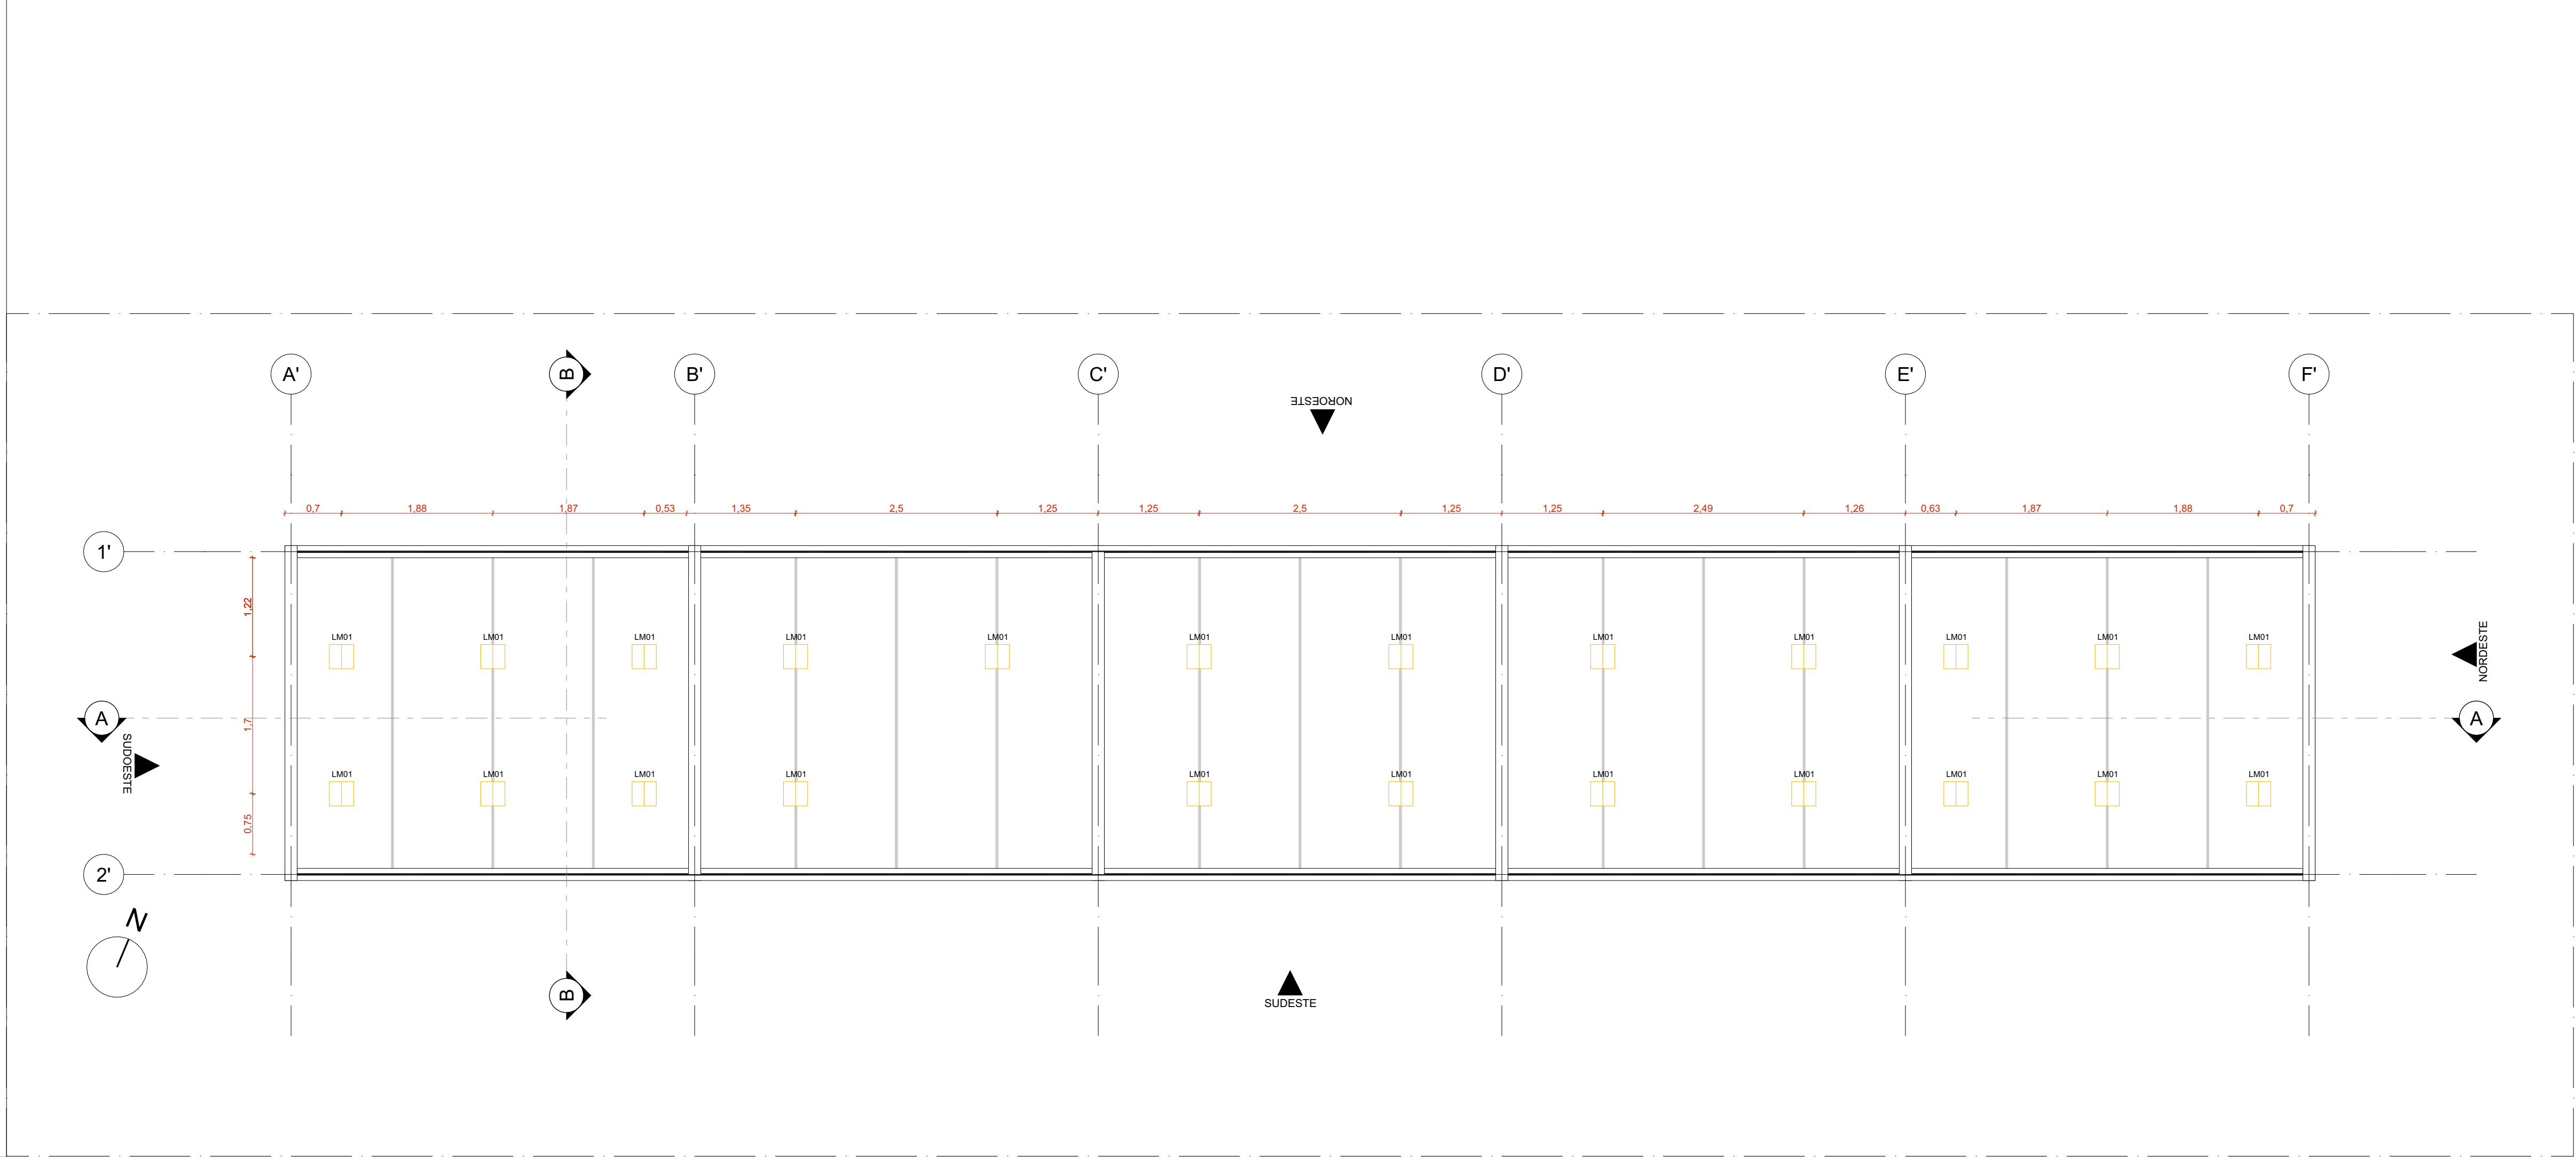 A' B B' C' D' E' F'
NOROESTE
0,7 1,88 1,87 0,53 1,35 2,5 1,25 1,25 2,5 1,25 1,25 2,49 1,26 0,63 1,87 1,88 0,7
1'
1,22
LM01 LM01 LM01 LM01 LM01 LM01 LM01 LM01 LM01 LM01 LM01 LM01
NORDESTE
A 1,7 A
SUDOESTE
LM01 LM01 LM01 LM01 LM01 LM01 LM01 LM01 LM01 LM01 LM01
0,75
2'
N
B
SUDESTE